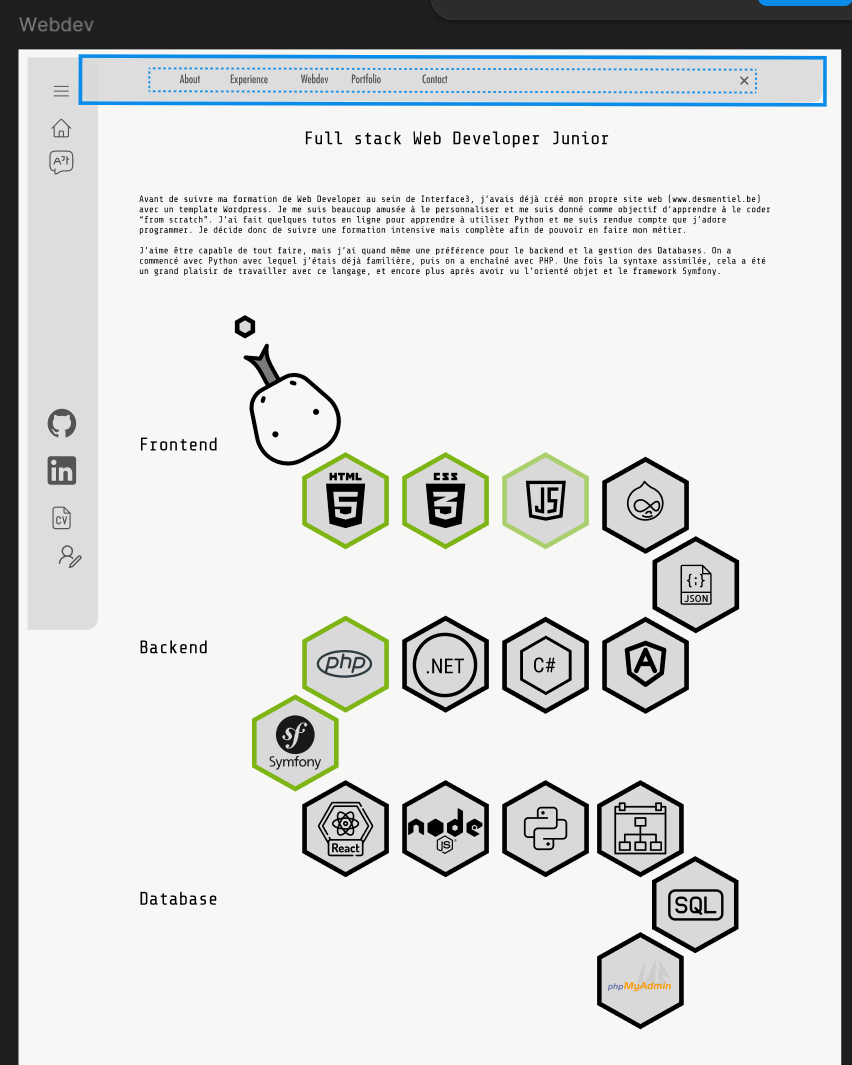 Webdev
About Experience Webdev Portfolio Contact
Full stack Web Developer Junior
Avant de suivre ma formation de Web Developer au sein de Interface3, j'avais déjà créé mon propre site web (www.desmentiel.be)
avec un template Wordpress. Je me suis beaucoup amusée à le personnaliser et me suis donné comme objectif d'apprendre à le coder
"from scratch". J'ai fait quelques tutos en ligne pour apprendre à utiliser Python et me suis rendue compte que j'adore
programmer. Je décide donc de suivre une formation intensive mais complète afin de pouvoir en faire mon métier.
J'aime être capable de tout faire, mais j'ai quand même une préférence pour le backend et la gestion des Databases. On a
commencé avec Python avec lequel j'étais déjà familière, puis on a enchaîné avec PHP. Une fois la syntaxe assimilée, cela a été
un grand plaisir de travailler avec ce langage, et encore plus après avoir vu l'orienté objet et le framework Symfony.
CV
Frontend
HTML 5
CSS 3
JS
{;}
JSON
Backend
php
.NET
C#
A
sf
Symfony
React
node
JS
Database
SQL
phpMyAdmin